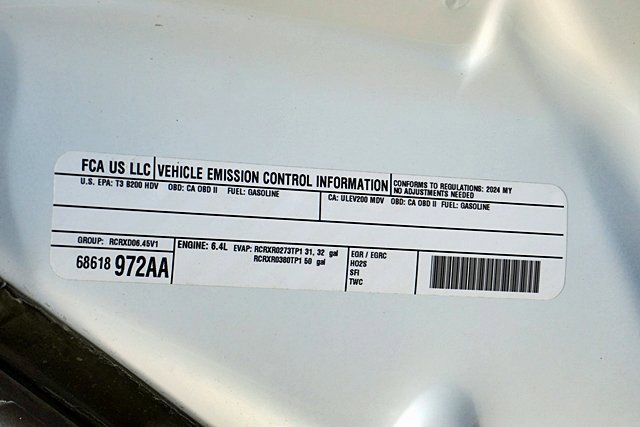 FCA US LLC VEHICLE EMISSION CONTROL INFORMATION
CONFORMS TO REGULATIONS: 2024 MY
NO ADJUSTMENTS NEEDED
U.S. EPA: T3 B200 HDV OBD: CA OBD II FUEL: GASOLINE
CA: ULEV200 MDV OBD: CA OBD II FUEL: GASOLINE
GROUP: RCRXD06.45V1
68618 972AA
ENGINE: 6.4L EVAP: RCRXR0273TP1 31, 32 gal
RCRXR0380TP1 50 gal
EGR / EGRC
HO2S
SFI
TWC